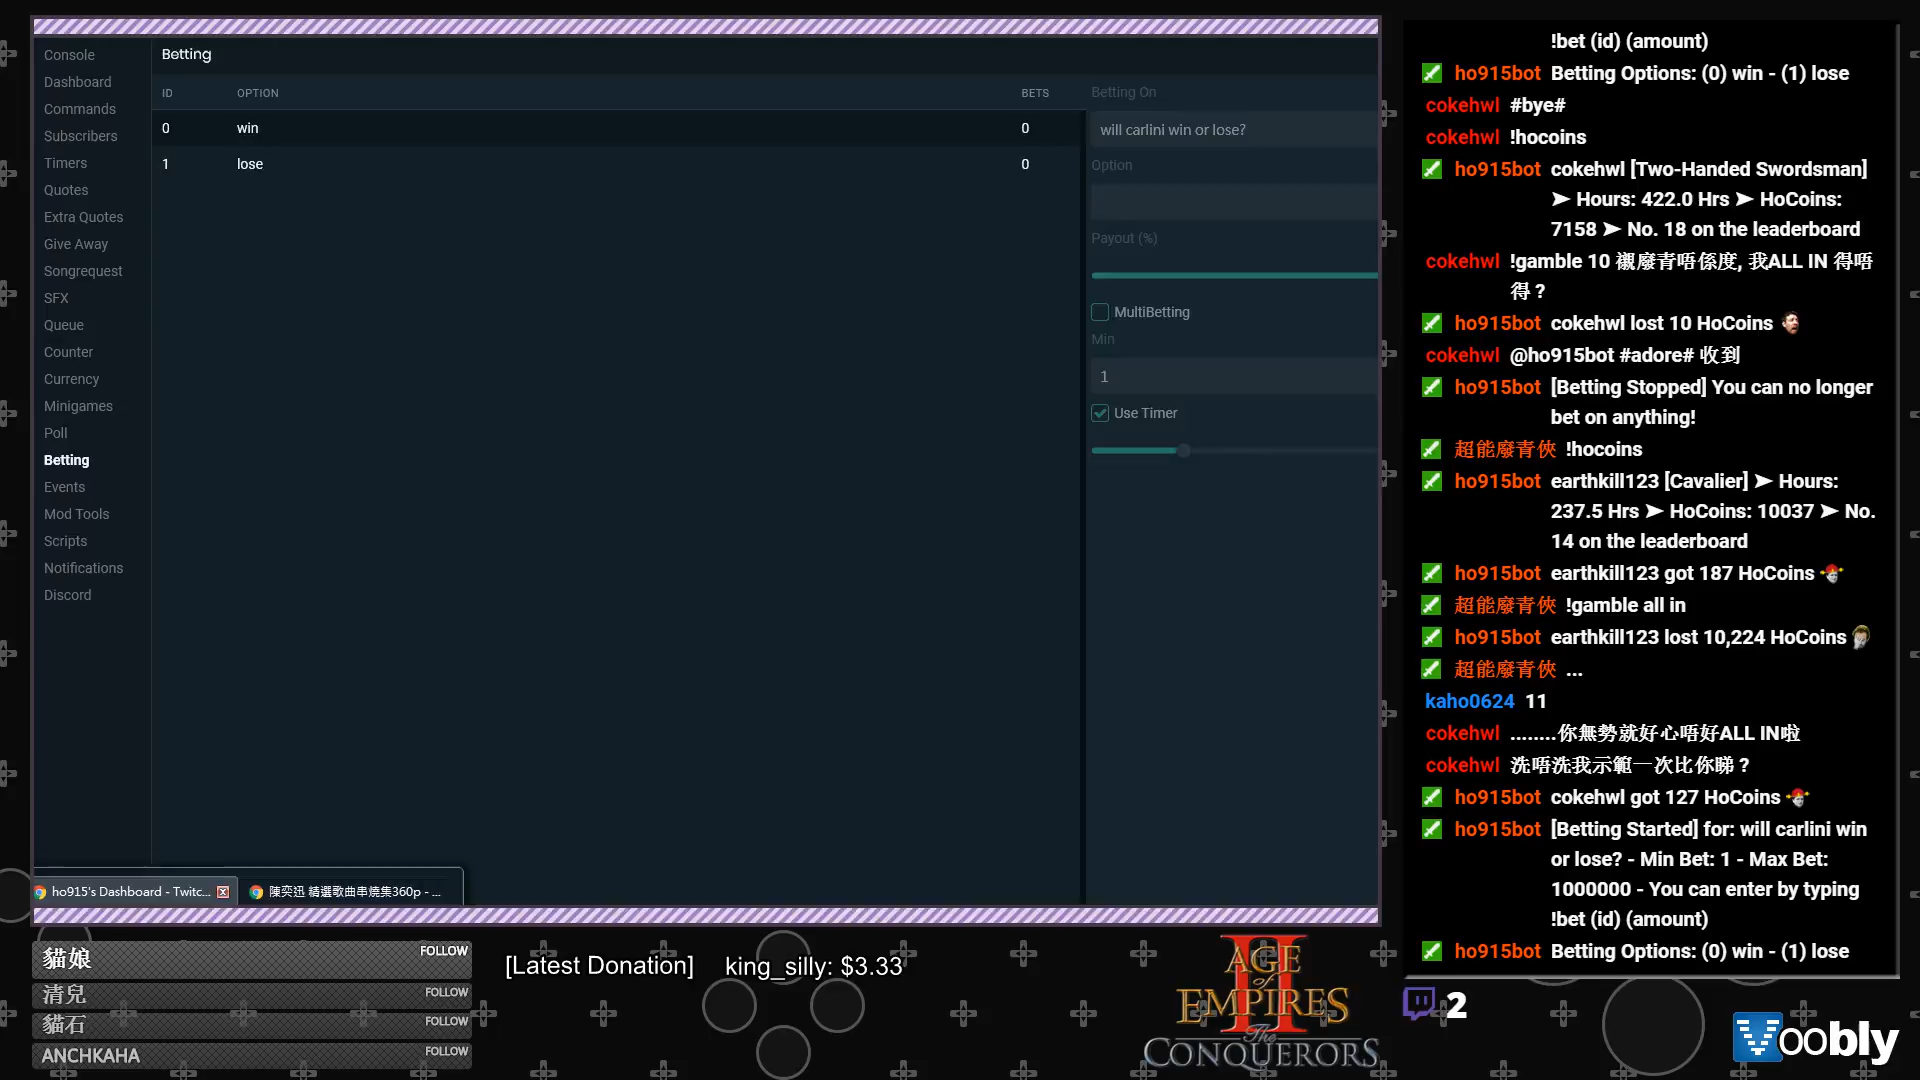 Console
Dashboard
Commands
Subscribers
Timers
Quotes
Extra Quotes
Give Away
Songrequest
SFX
Queue
Counter
Currency
Minigames
Poll
Betting
Events
Mod Tools
Scripts
Notifications
Discord
Betting
ID OPTION BETS
0 win 0
1 lose 0
Betting On
will carlini win or lose?
Option
Payout (%)
MultiBetting
Min
1
Use Timer
ho915's Dashboard - Twitc...
陳奕迅 精選歌曲串燒集360p - ...
!bet (id) (amount)
ho915bot Betting Options: (0) win - (1) lose
cokehwl #bye#
cokehwl !hocoins
ho915bot cokehwl [Two-Handed Swordsman]
➤ Hours: 422.0 Hrs ➤ HoCoins:
7158 ➤ No. 18 on the leaderboard
cokehwl !gamble 10 襯廢青唔係度, 我ALL IN 得唔
得 ?
ho915bot cokehwl lost 10 HoCoins
cokehwl @ho915bot #adore# 收到
ho915bot [Betting Stopped] You can no longer
bet on anything!
超能廢青俠 !hocoins
ho915bot earthkill123 [Cavalier] ➤ Hours:
237.5 Hrs ➤ HoCoins: 10037 ➤ No.
14 on the leaderboard
ho915bot earthkill123 got 187 HoCoins
超能廢青俠 !gamble all in
ho915bot earthkill123 lost 10,224 HoCoins
超能廢青俠 ...
kaho0624 11
cokehwl ........你無勢就好心唔好ALL IN啦
cokehwl 洗唔洗我示範一次比你睇 ?
ho915bot cokehwl got 127 HoCoins
ho915bot [Betting Started] for: will carlini win
or lose? - Min Bet: 1 - Max Bet:
1000000 - You can enter by typing
!bet (id) (amount)
ho915bot Betting Options: (0) win - (1) lose
貓娘 FOLLOW
清兒 FOLLOW
貓石 FOLLOW
ANCHKAHA FOLLOW
[Latest Donation] king_silly: $3.33
AGE
of
EMPIRES
II
The
CONQUERORS
2
Voobly